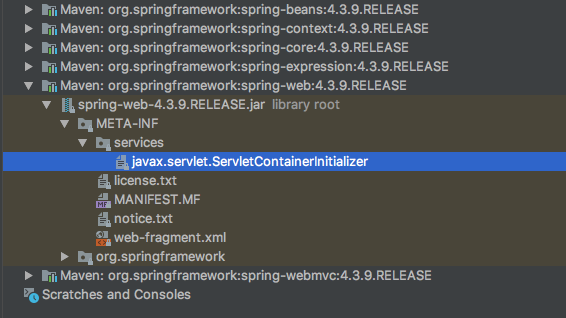 Maven: org.springframework:spring-beans:4.3.9.RELEASE
Maven: org.springframework:spring-context:4.3.9.RELEASE
Maven: org.springframework:spring-core:4.3.9.RELEASE
Maven: org.springframework:spring-expression:4.3.9.RELEASE
Maven: org.springframework:spring-web:4.3.9.RELEASE
spring-web-4.3.9.RELEASE.jar library root
META-INF
services
javax.servlet.ServletContainerInitializer
license.txt
MF MANIFEST.MF
notice.txt
web-fragment.xml
org.springframework
Maven: org.springframework:spring-webmvc:4.3.9.RELEASE
Scratches and Consoles